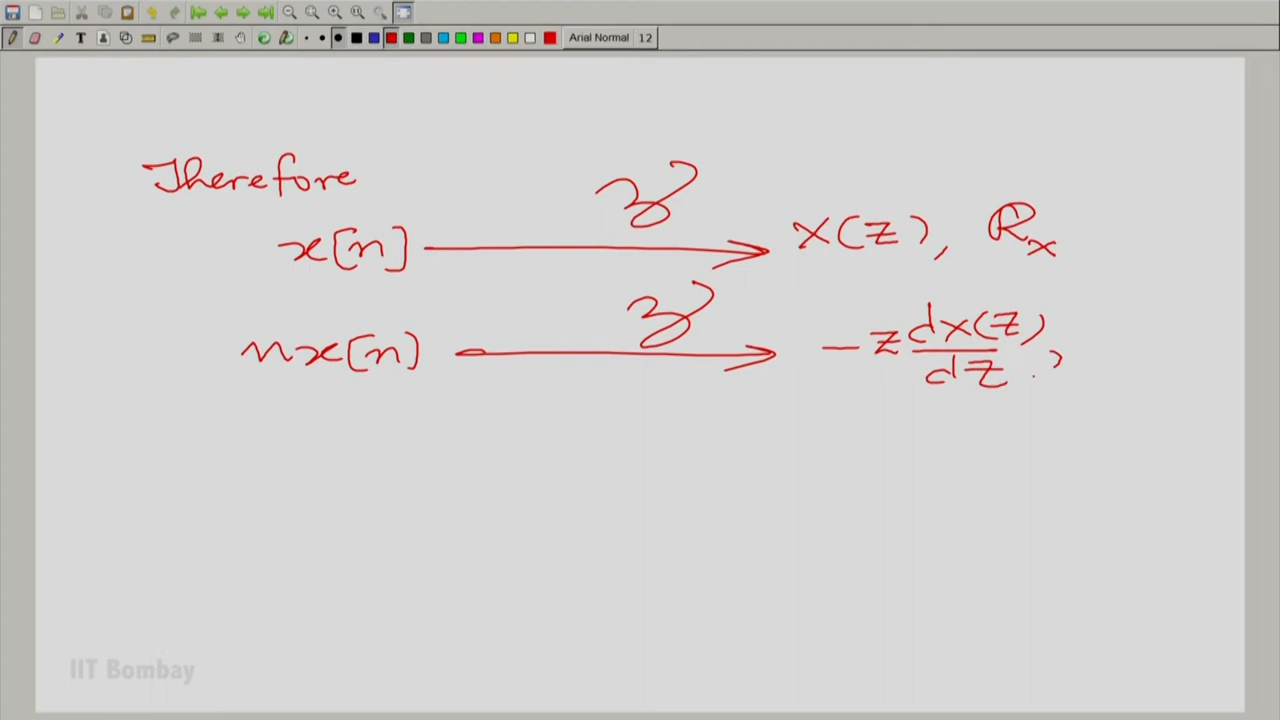 Arial Normal 12
Therefore
x[n] ⟶ 𝒵 X(z), ℛx
nx[n] ⟶ 𝒵 -z dX(z)/dz ,
IIT Bombay